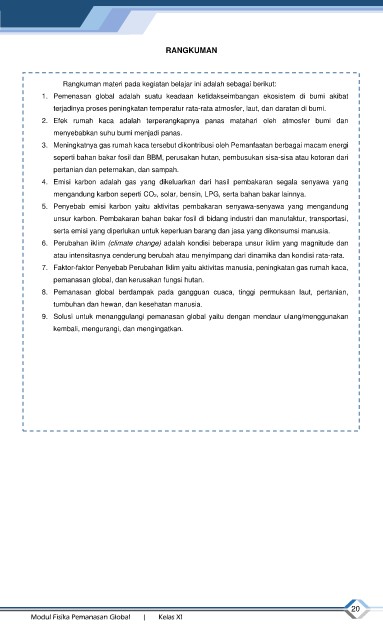 RANGKUMAN
Rangkuman materi pada kegiatan belajar ini adalah sebagai berikut:
1. Pemenasan global adalah suatu keadaan ketidakseimbangan ekosistem di bumi akibat
terjadinya proses peningkatan temperatur rata-rata atmosfer, laut, dan daratan di bumi.
2. Efek rumah kaca adalah terperangkapnya panas matahari oleh atmosfer bumi dan
menyebabkan suhu bumi menjadi panas.
3. Meningkatnya gas rumah kaca tersebut dikontribusi oleh Pemanfaatan berbagai macam energi
seperti bahan bakar fosil dan BBM, perusakan hutan, pembusukan sisa-sisa atau kotoran dari
pertanian dan peternakan, dan sampah.
4. Emisi karbon adalah gas yang dikeluarkan dari hasil pembakaran segala senyawa yang
mengandung karbon seperti CO₂, solar, bensin, LPG, serta bahan bakar lainnya.
5. Penyebab emisi karbon yaitu aktivitas pembakaran senyawa-senyawa yang mengandung
unsur karbon. Pembakaran bahan bakar fosil di bidang industri dan manufaktur, transportasi,
serta emisi yang diperlukan untuk keperluan barang dan jasa yang dikonsumsi manusia.
6. Perubahan iklim (climate change) adalah kondisi beberapa unsur iklim yang magnitude dan
atau intensitasnya cenderung berubah atau menyimpang dari dinamika dan kondisi rata-rata.
7. Faktor-faktor Penyebab Perubahan Iklim yaitu aktivitas manusia, peningkatan gas rumah kaca,
pemanasan global, dan kerusakan fungsi hutan.
8. Pemanasan global berdampak pada gangguan cuaca, tinggi permukaan laut, pertanian,
tumbuhan dan hewan, dan kesehatan manusia.
9. Solusi untuk menanggulangi pemanasan global yaitu dengan mendaur ulang/menggunakan
kembali, mengurangi, dan mengingatkan.
20
Modul Fisika Pemanasan Global | Kelas XI